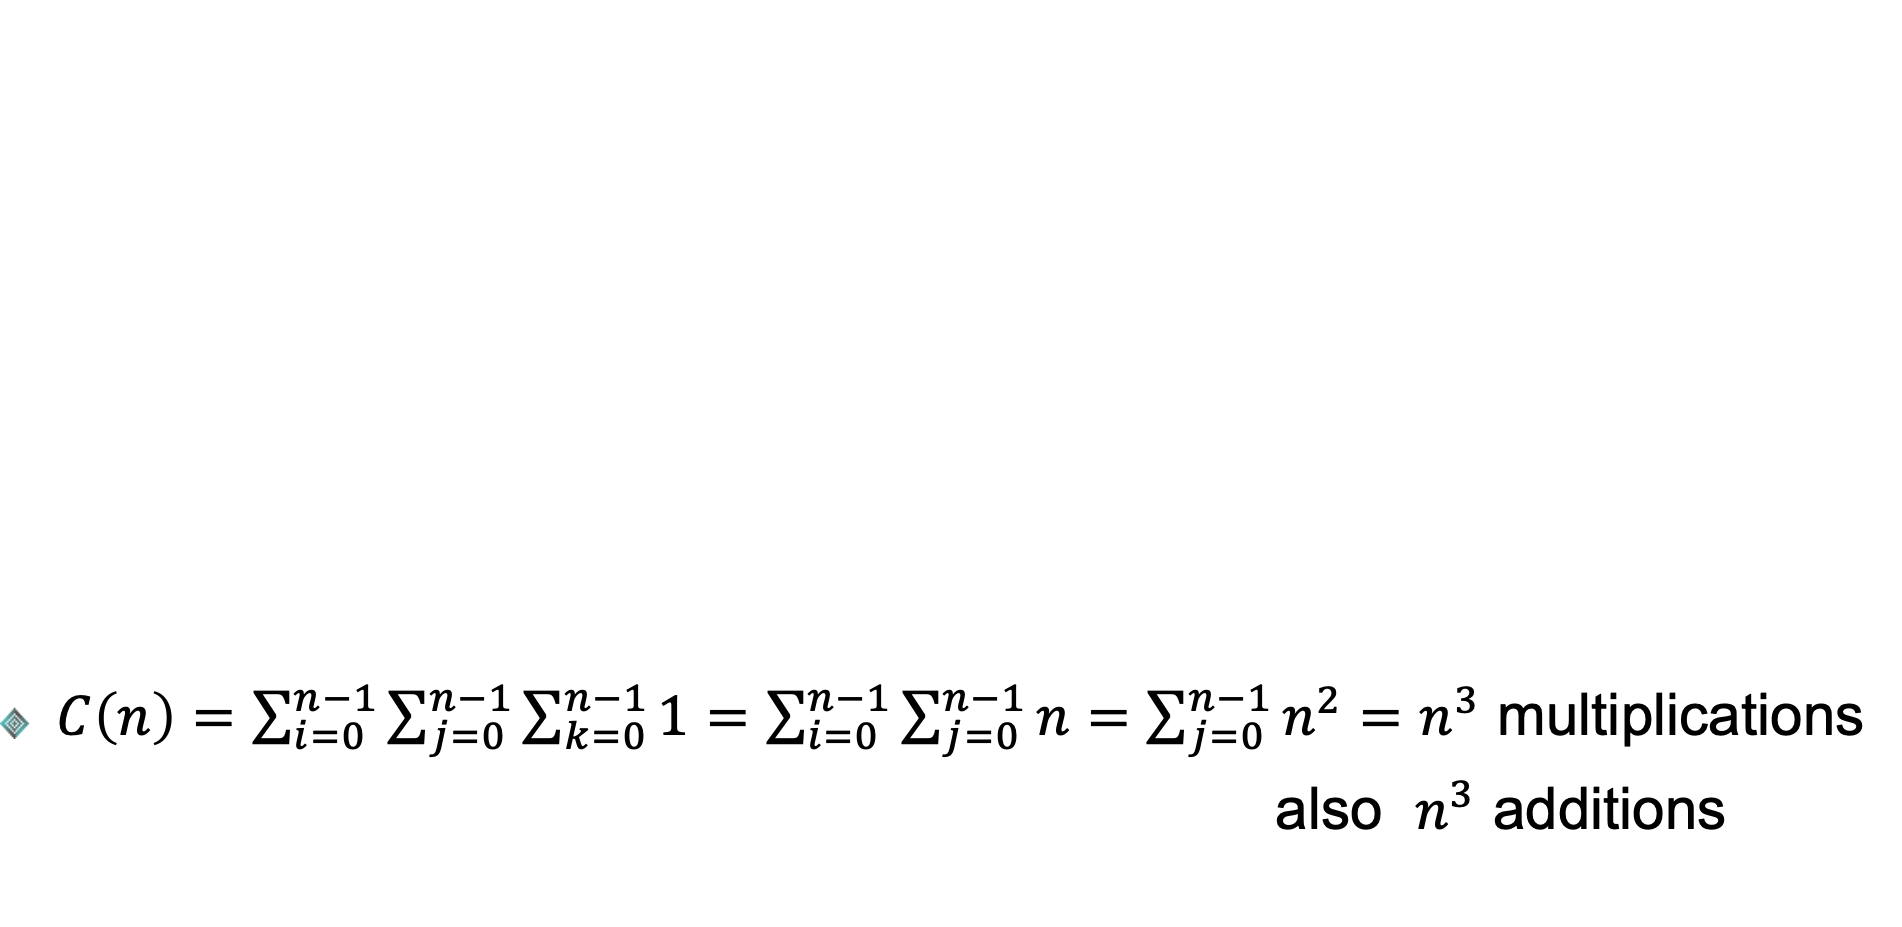 C(n) = ∑_{i=0}^{n−1} ∑_{j=0}^{n−1} ∑_{k=0}^{n−1} 1 = ∑_{i=0}^{n−1} ∑_{j=0}^{n−1} n = ∑_{j=0}^{n−1} n² = n³ multiplications
also n³ additions